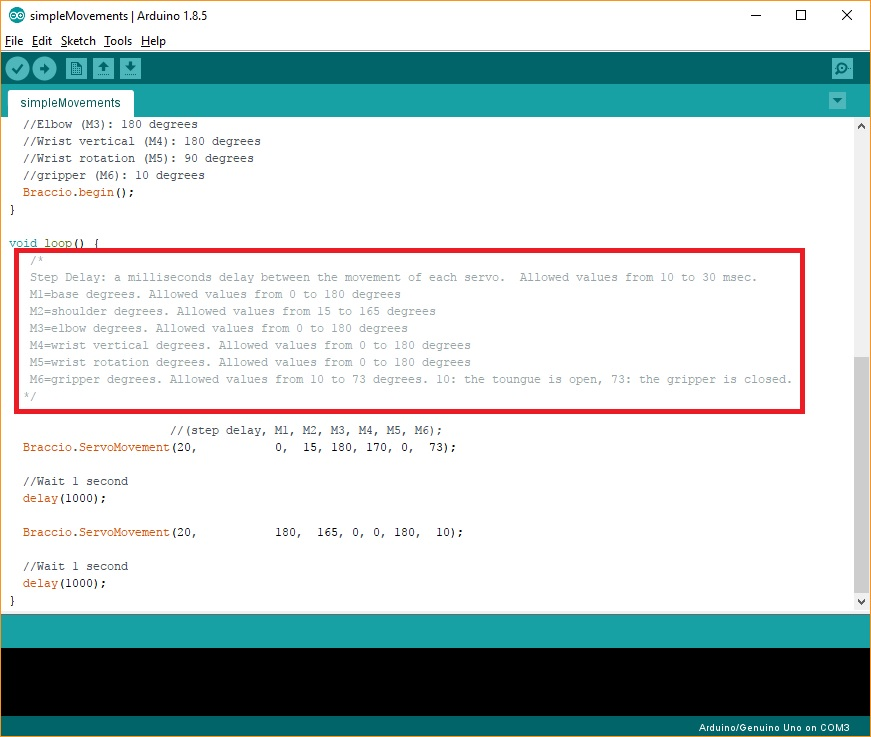 simpleMovements | Arduino 1.8.5
File Edit Sketch Tools Help
simpleMovements
//Elbow (M3): 180 degrees
//Wrist vertical (M4): 180 degrees
//Wrist rotation (M5): 90 degrees
//gripper (M6): 10 degrees
Braccio.begin();
}
void loop() {
/*
Step Delay: a milliseconds delay between the movement of each servo.  Allowed values from 10 to 30 msec.
M1=base degrees. Allowed values from 0 to 180 degrees
M2=shoulder degrees. Allowed values from 15 to 165 degrees
M3=elbow degrees. Allowed values from 0 to 180 degrees
M4=wrist vertical degrees. Allowed values from 0 to 180 degrees
M5=wrist rotation degrees. Allowed values from 0 to 180 degrees
M6=gripper degrees. Allowed values from 10 to 73 degrees. 10: the toungue is open, 73: the gripper is closed.
*/
//(step delay, M1, M2, M3, M4, M5, M6);
Braccio.ServoMovement(20,           0,  15, 180, 170, 0,  73);
//Wait 1 second
delay(1000);
Braccio.ServoMovement(20,           180,  165, 0, 0, 180,  10);
//Wait 1 second
delay(1000);
}
Arduino/Genuino Uno on COM3